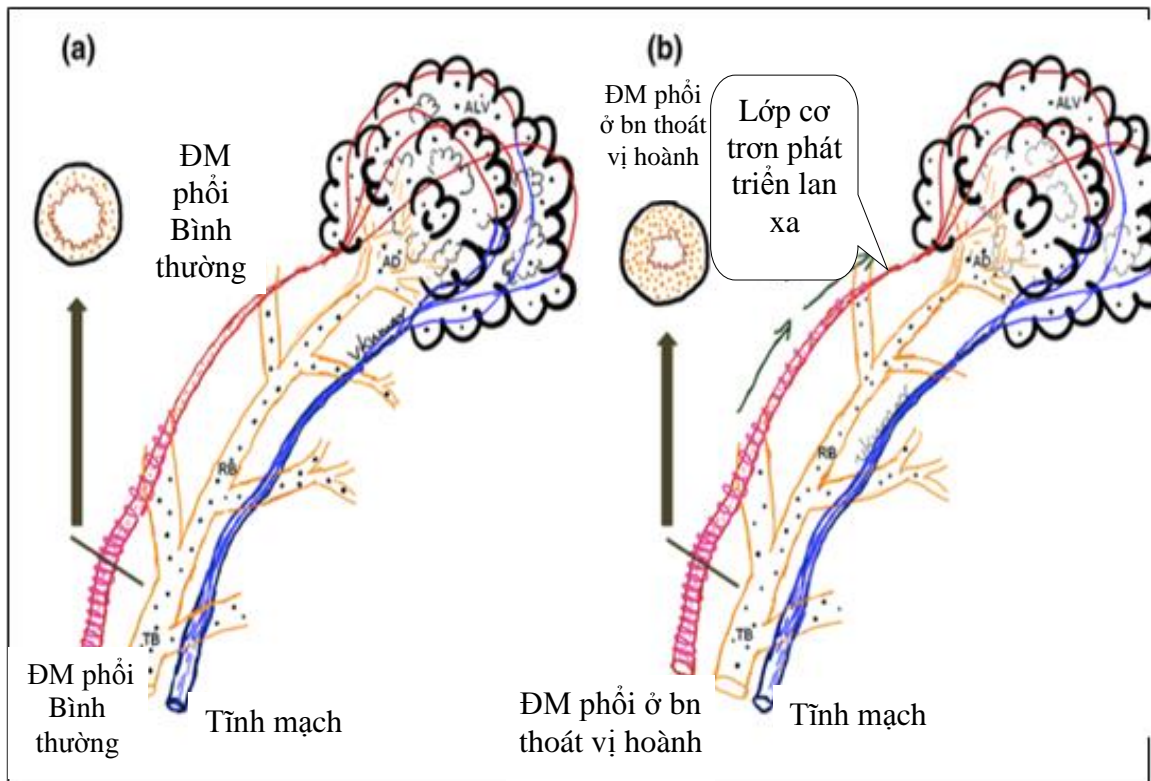 (a)
ĐM
phổi
Bình
thường
ALV
AD
RB
TB
ĐM phổi
Bình
thường
Tĩnh mạch
(b)
ĐM phổi
ở bn thoát
vị hoành
Lớp cơ
trơn phát
triển lan
xa
ALV
AD
RB
TB
ĐM phổi ở bn
thoát vị hoành
Tĩnh mạch